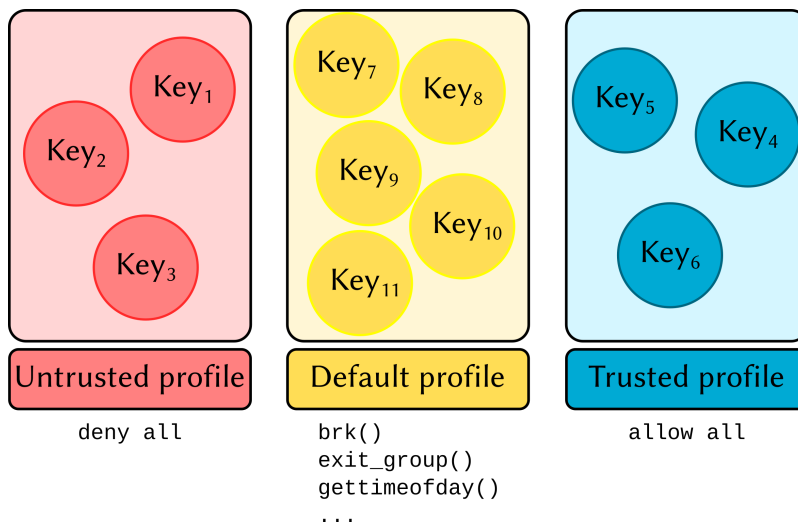 Key₁
Key₂
Key₃
Untrusted profile
deny all
Key₇
Key₈
Key₉
Key₁₀
Key₁₁
Default profile
brk()
exit_group()
gettimeofday()
...
Key₅
Key₄
Key₆
Trusted profile
allow all